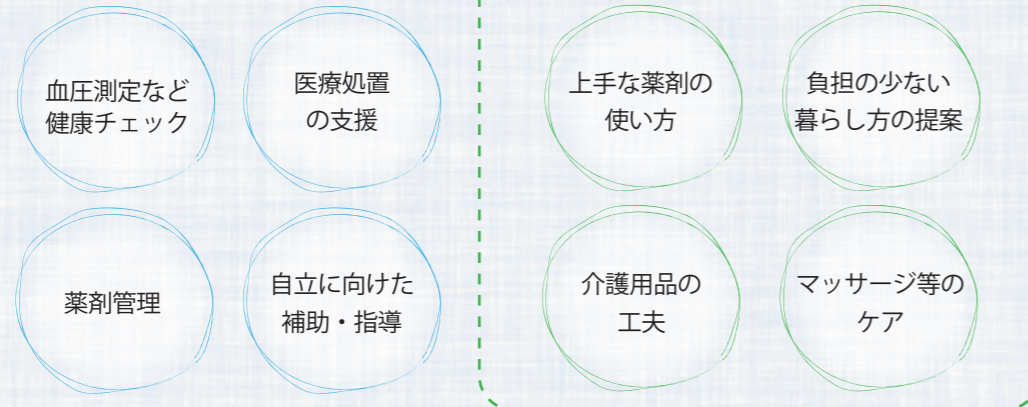 血圧測定など
健康チェック
医療処置
の支援
上手な薬剤の
使い方
負担の少ない
暮らし方の提案
薬剤管理
自立に向けた
補助・指導
介護用品の
工夫
マッサージ等の
ケア